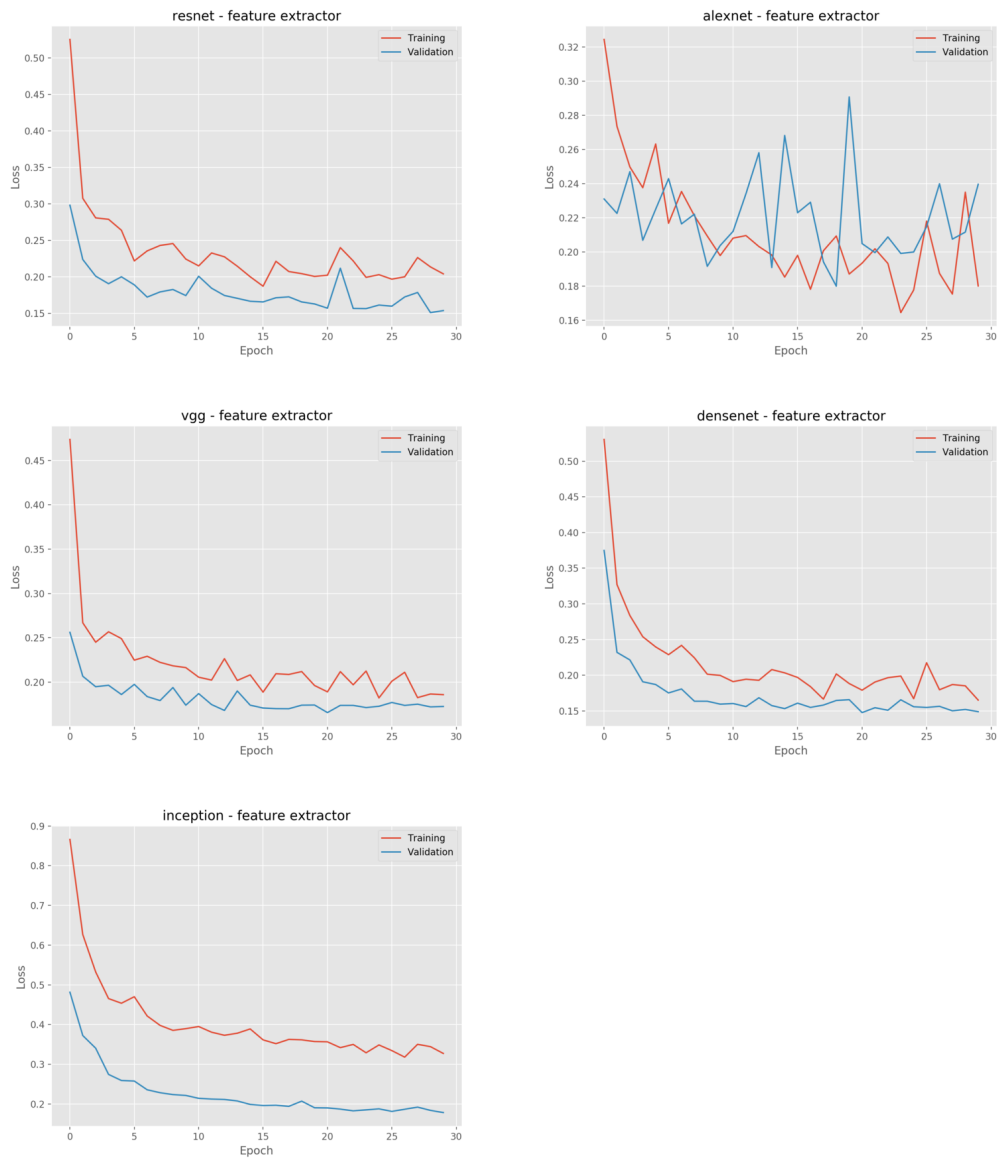 resnet - feature extractor
Training
Validation
Loss
0.50
0.45
0.40
0.35
0.30
0.25
0.20
0.15
0 5 10 15 20 25 30
Epoch
alexnet - feature extractor
Training
Validation
Loss
0.32
0.30
0.28
0.26
0.24
0.22
0.20
0.18
0.16
0 5 10 15 20 25 30
Epoch
vgg - feature extractor
Training
Validation
Loss
0.45
0.40
0.35
0.30
0.25
0.20
0 5 10 15 20 25 30
Epoch
densenet - feature extractor
Training
Validation
Loss
0.50
0.45
0.40
0.35
0.30
0.25
0.20
0.15
0 5 10 15 20 25 30
Epoch
inception - feature extractor
Training
Validation
Loss
0.9
0.8
0.7
0.6
0.5
0.4
0.3
0.2
0 5 10 15 20 25 30
Epoch